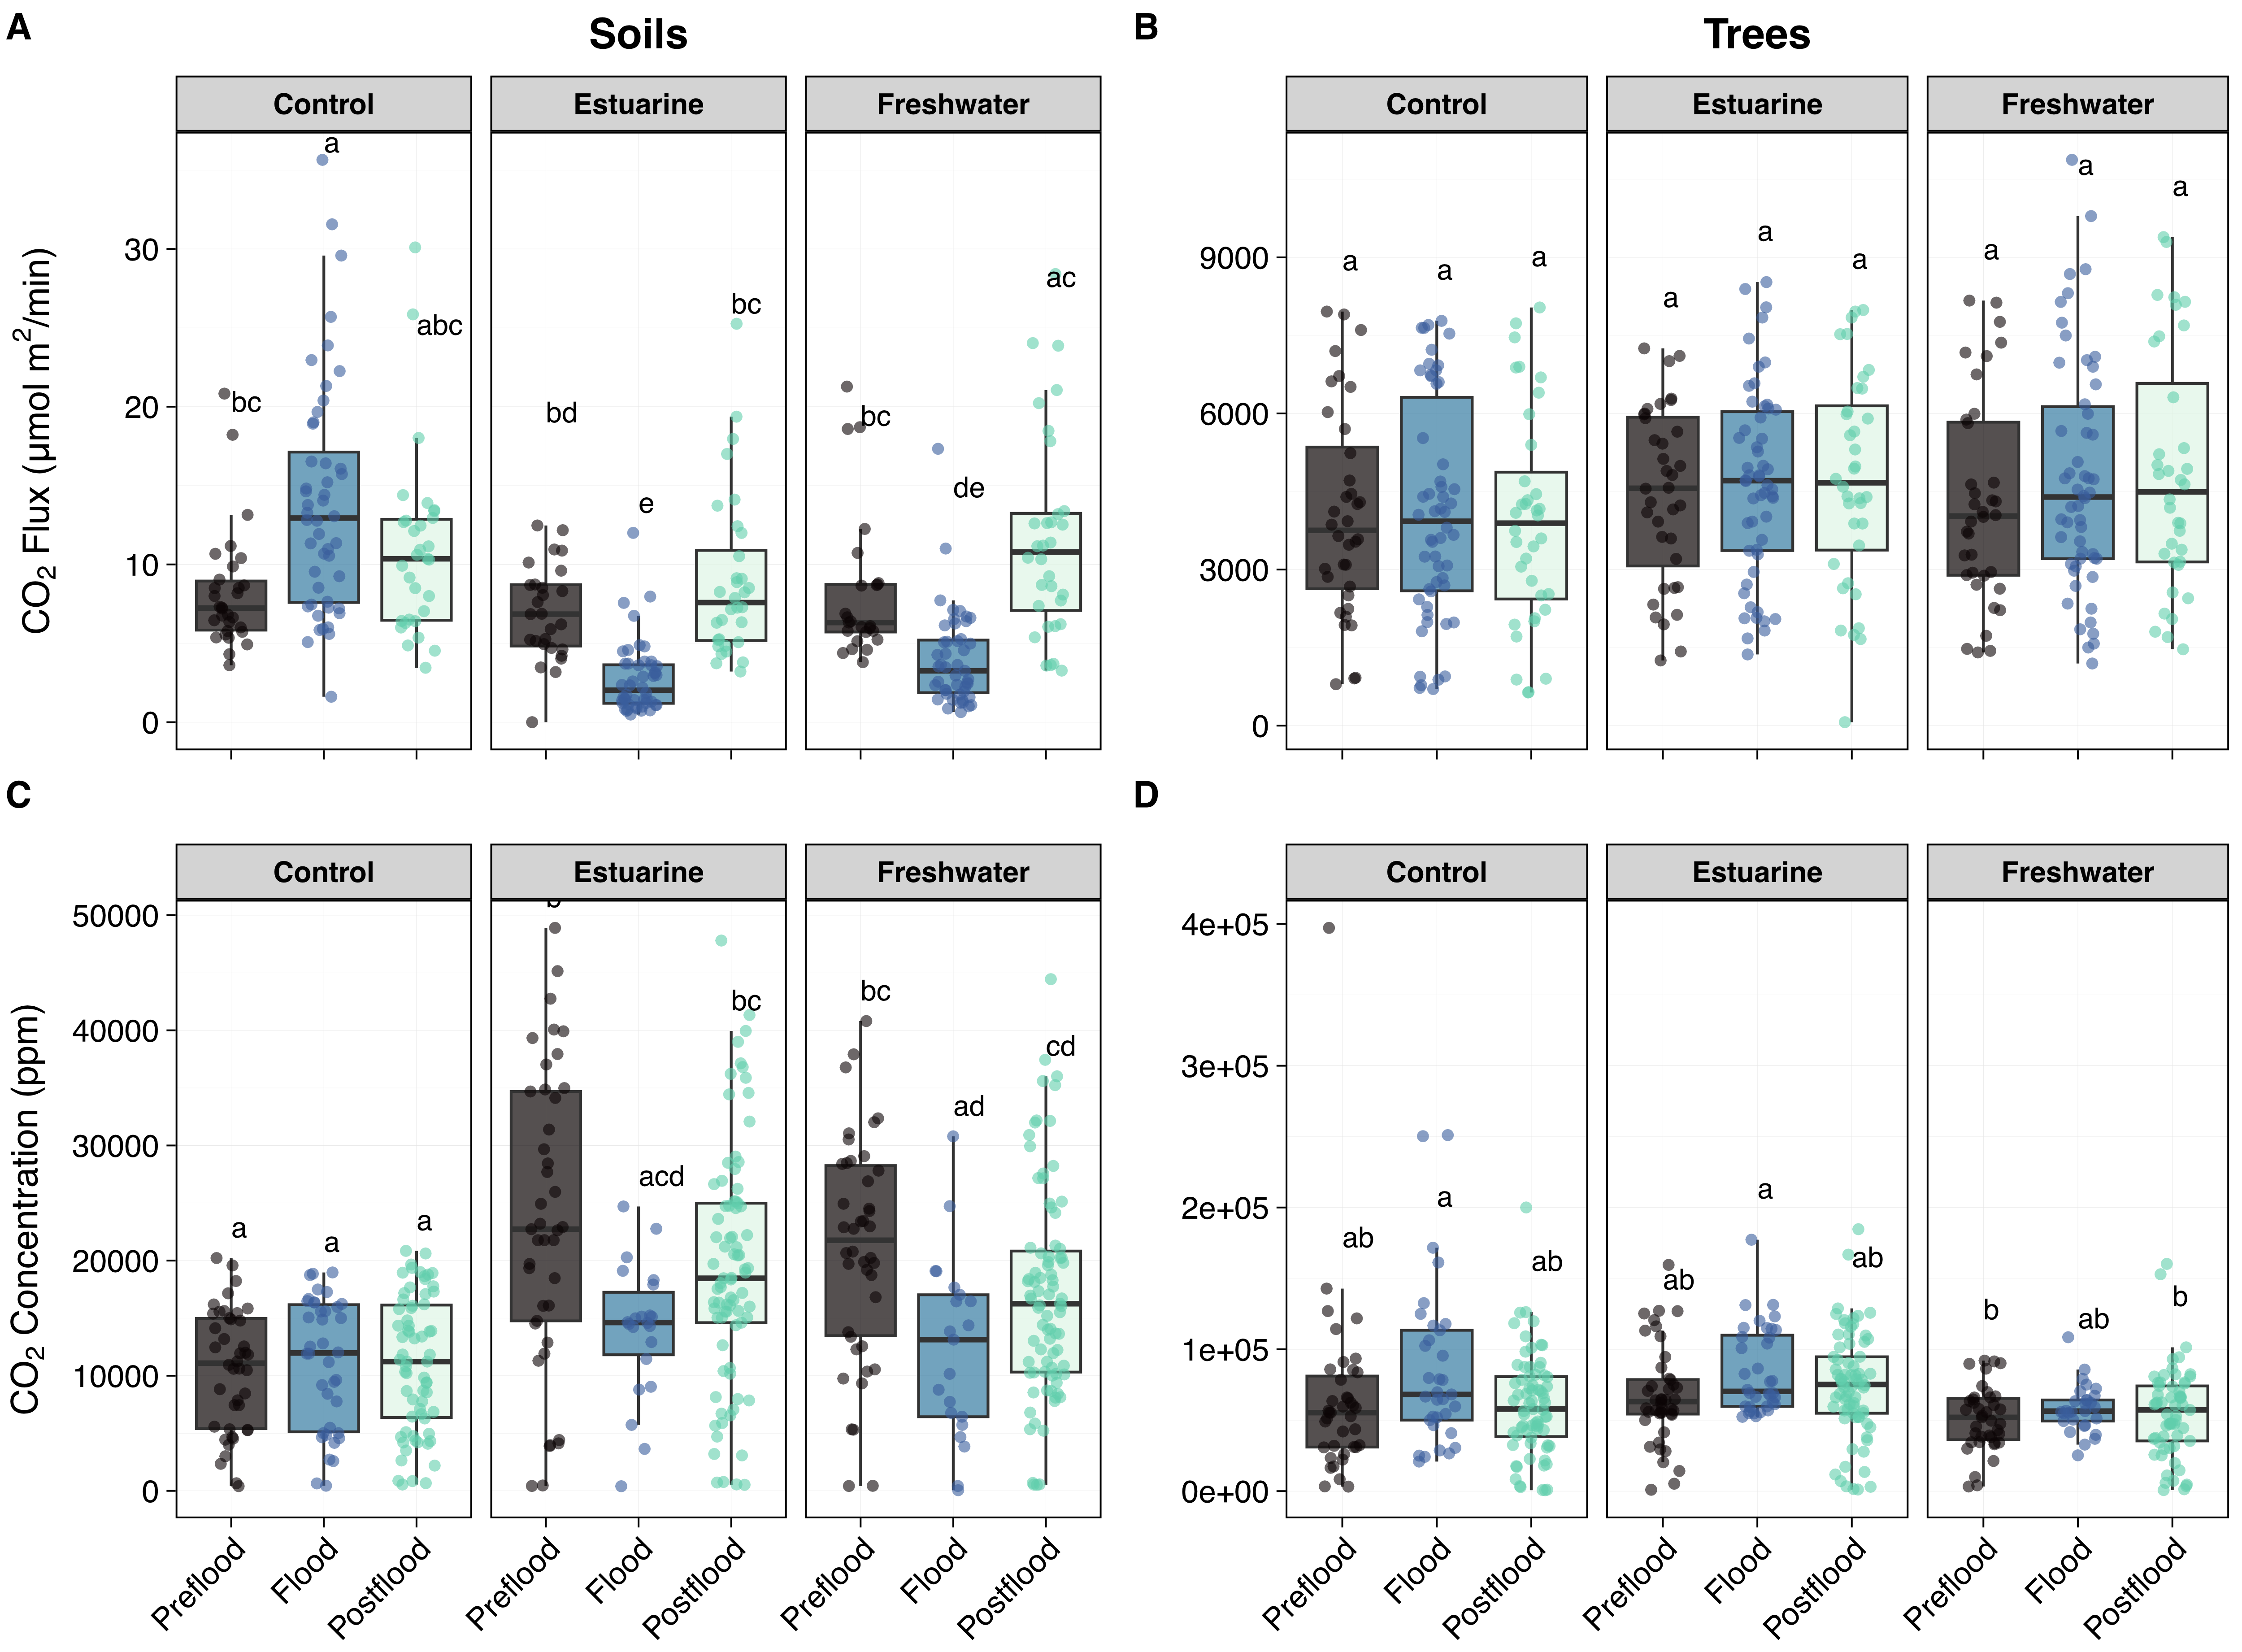 A
Soils
Control
Estuarine
Freshwater
CO2 Flux (µmol m2/min)
30
20
10
0
bc
a
abc
bd
e
bc
bc
de
ac
B
Trees
Control
Estuarine
Freshwater
9000
6000
3000
0
a
a
a
a
a
a
a
a
a
C
Control
Estuarine
Freshwater
CO2 Concentration (ppm)
50000
40000
30000
20000
10000
0
a
a
a
b
acd
bc
bc
ad
cd
Preflood
Flood
Postflood
Preflood
Flood
Postflood
Preflood
Flood
Postflood
D
Control
Estuarine
Freshwater
4e+05
3e+05
2e+05
1e+05
0e+00
ab
a
ab
ab
a
ab
b
ab
b
Preflood
Flood
Postflood
Preflood
Flood
Postflood
Preflood
Flood
Postflood